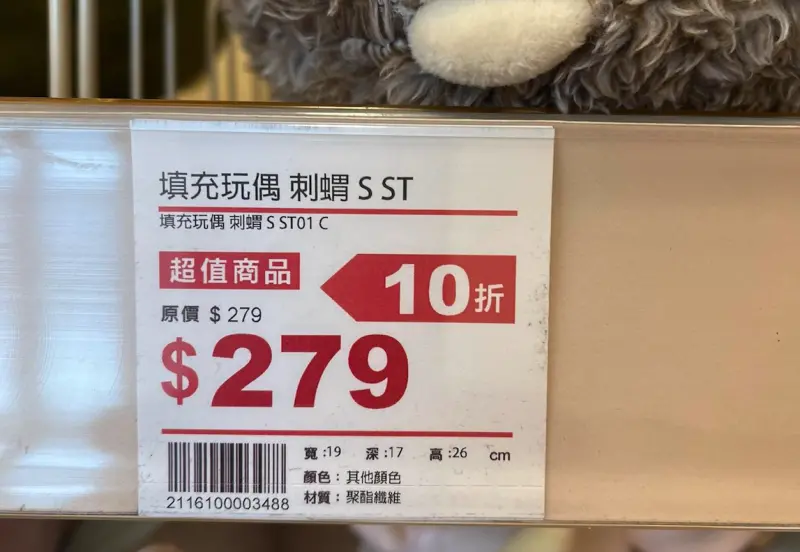 填充玩偶 刺蝟 S ST
填充玩偶 刺蝟 S ST01 C
超值商品
10折
原價 $ 279
$279
寬:19 深:17 高:26 cm
顏色:其他顏色
材質:聚酯纖維
2116100003488